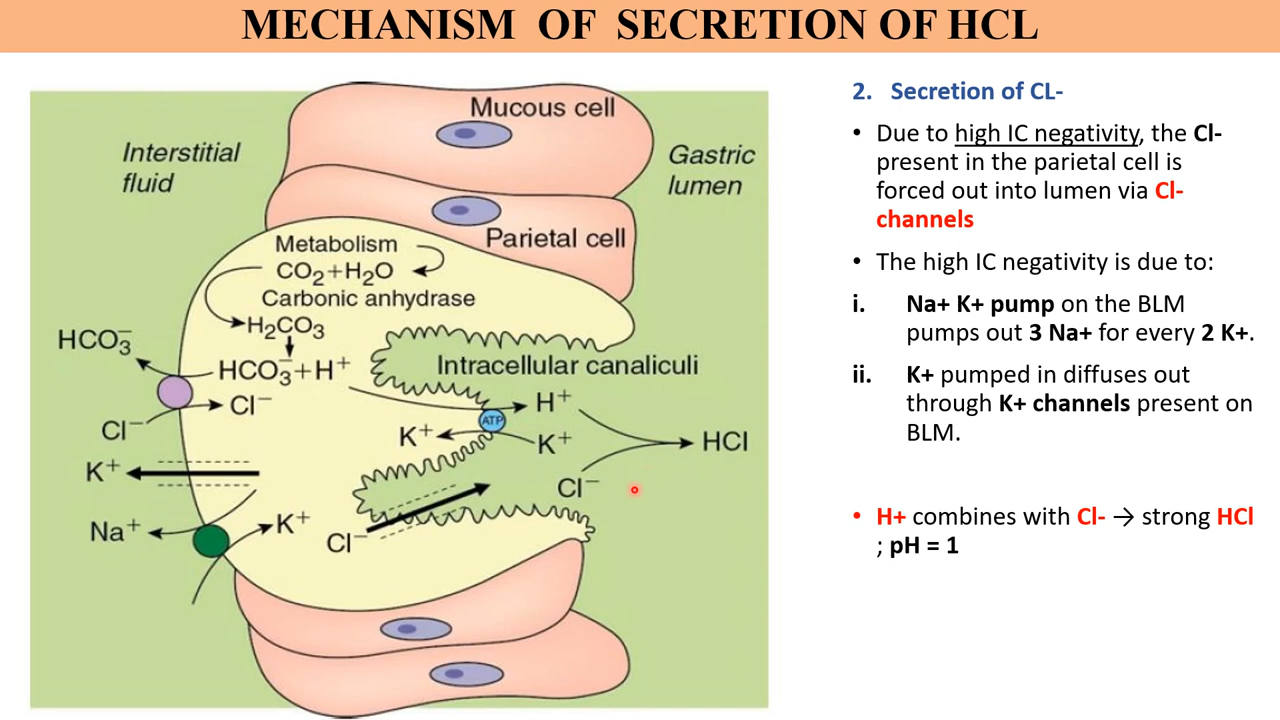 MECHANISM OF SECRETION OF HCL
Mucous cell
Interstitial
fluid
Gastric
lumen
Parietal cell
Metabolism
CO₂+H₂O
Carbonic anhydrase
H₂CO₃
HCO₃⁻
HCO₃⁻+H⁺
Intracellular canaliculi
Cl⁻
Cl⁻
H⁺
ATP
K⁺
K⁺
HCl
K⁺
Cl⁻
Na⁺
K⁺
Cl⁻
2. Secretion of CL-
• Due to high IC negativity, the Cl-
present in the parietal cell is
forced out into lumen via Cl-
channels
• The high IC negativity is due to:
i. Na+ K+ pump on the BLM
pumps out 3 Na+ for every 2 K+.
ii. K+ pumped in diffuses out
through K+ channels present on
BLM.
• H+ combines with Cl- → strong HCl
; pH = 1